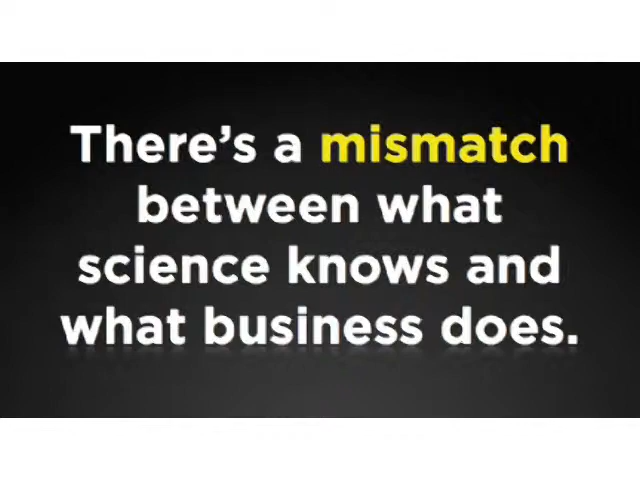 There’s a mismatch
between what
science knows and
what business does.